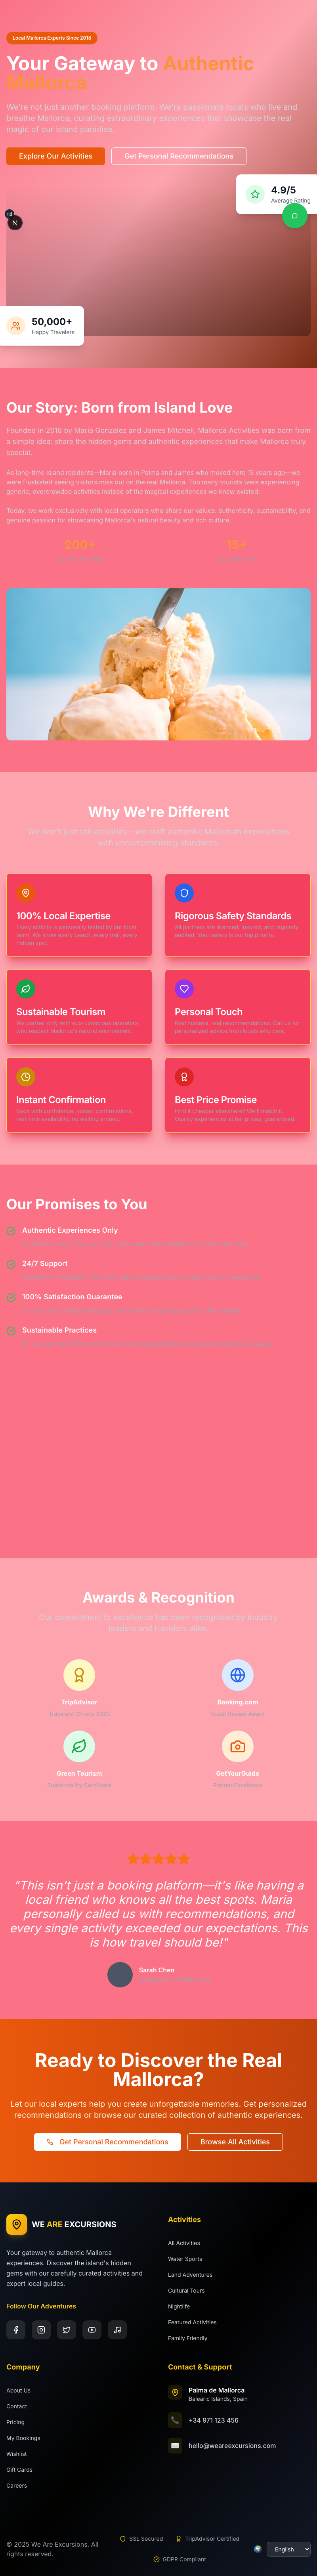 Local Mallorca Experts Since 2018
Your Gateway to Authentic
Mallorca
We're not just another booking platform. We're passionate locals who live and
breathe Mallorca, curating extraordinary experiences that showcase the real
magic of our island paradise.
Explore Our Activities
Get Personal Recommendations
4.9/5
Average Rating
50,000+
Happy Travelers
Our Story: Born from Island Love
Founded in 2018 by Maria Gonzalez and James Mitchell, Mallorca Activities was born from
a simple idea: share the hidden gems and authentic experiences that make Mallorca truly
special.
As long-time island residents—Maria born in Palma and James who moved here 15 years ago—we
were frustrated seeing visitors miss out on the real Mallorca. Too many tourists were experiencing
generic, overcrowded activities instead of the magical experiences we knew existed.
Today, we work exclusively with local operators who share our values: authenticity, sustainability, and
genuine passion for showcasing Mallorca's natural beauty and rich culture.
200+
15+
Why We're Different
We don't just sell activities—we craft authentic Mallorcan experiences
with uncompromising standards.
100% Local Expertise
Every activity is personally tested by our local
team. We know every beach, every trail, every
hidden spot.
Rigorous Safety Standards
All partners are licensed, insured, and regularly
audited. Your safety is our top priority.
Sustainable Tourism
We partner only with eco-conscious operators
who respect Mallorca's natural environment.
Personal Touch
Real humans, real recommendations. Call us for
personalized advice from locals who care.
Instant Confirmation
Book with confidence. Instant confirmations,
real-time availability, no waiting around.
Best Price Promise
Find it cheaper elsewhere? We'll match it.
Quality experiences at fair prices, guaranteed.
Our Promises to You
Authentic Experiences Only
24/7 Support
100% Satisfaction Guarantee
Sustainable Practices
Awards & Recognition
Our commitment to excellence has been recognized by industry
leaders and travelers alike.
TripAdvisor
Travelers' Choice 2023
Booking.com
Guest Review Award
Green Tourism
Sustainability Certificate
GetYourGuide
Partner Excellence
"This isn't just a booking platform—it's like having a
local friend who knows all the best spots. Maria
personally called us with recommendations, and
every single activity exceeded our expectations. This
is how travel should be!"
Sarah Chen
Ready to Discover the Real
Mallorca?
Let our local experts help you create unforgettable memories. Get personalized
recommendations or browse our curated collection of authentic experiences.
Get Personal Recommendations
Browse All Activities
WE ARE EXCURSIONS
Your gateway to authentic Mallorca
experiences. Discover the island's hidden
gems with our carefully curated activities and
expert local guides.
Follow Our Adventures
Activities
All Activities
Water Sports
Land Adventures
Cultural Tours
Nightlife
Featured Activities
Family Friendly
Company
About Us
Contact
Pricing
My Bookings
Wishlist
Gift Cards
Careers
Contact & Support
Palma de Mallorca
Balearic Islands, Spain
+34 971 123 456
hello@weareexcursions.com
© 2025 We Are Excursions. All
rights reserved.
SSL Secured
TripAdvisor Certified
GDPR Compliant
English